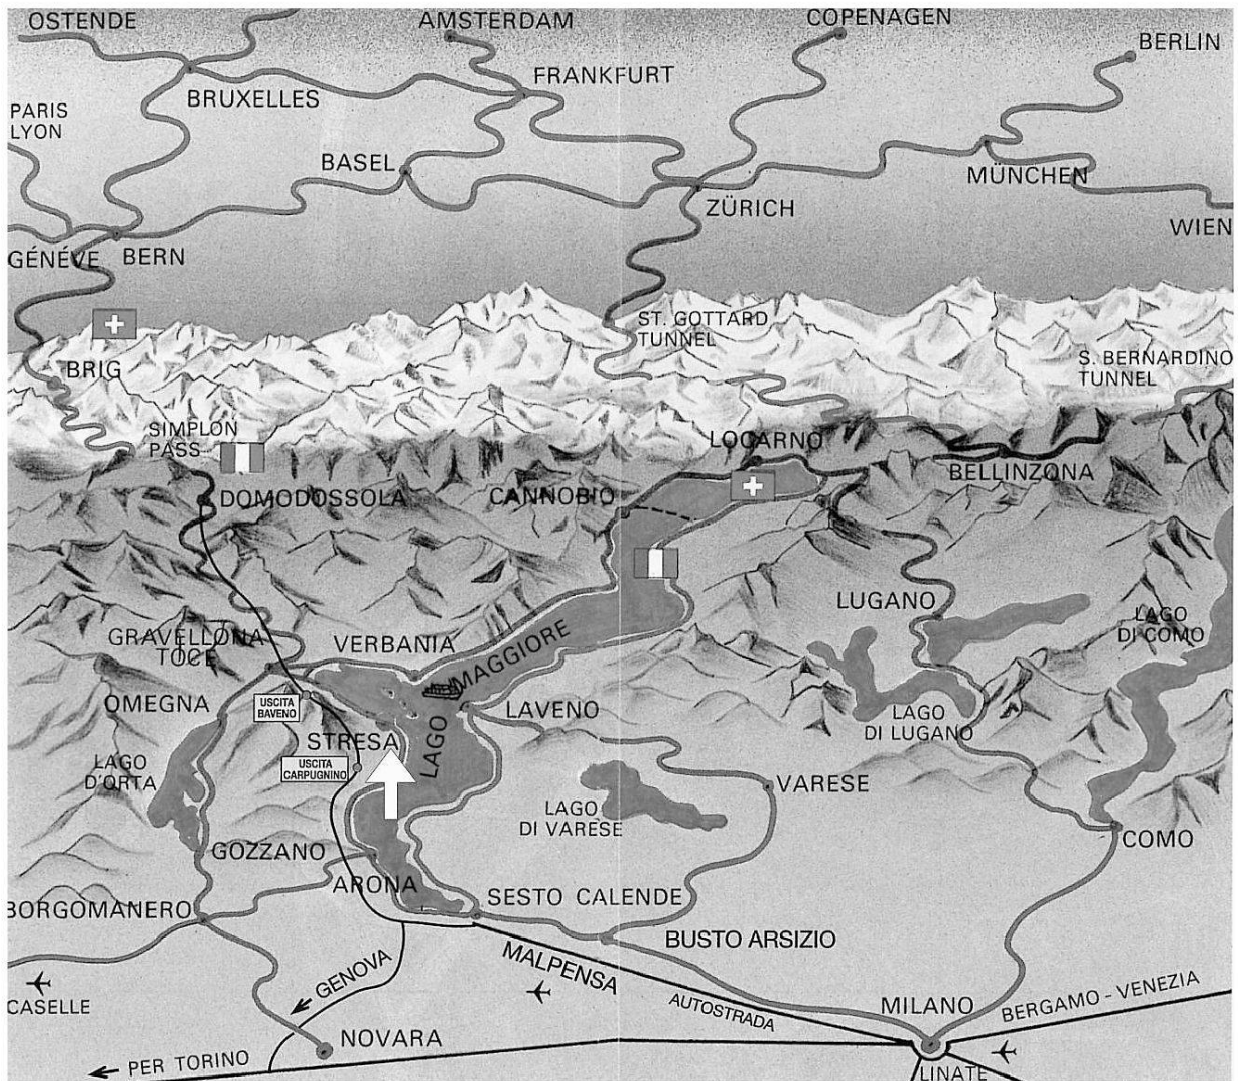 OSTENDE
AMSTERDAM
COPENAGEN
BERLIN
FRANKFURT
BRUXELLES
PARIS
LYON
BASEL
MÜNCHEN
ZÜRICH
WIEN
GÉNÉVE
BERN
ST. GOTTARD
TUNNEL
S. BERNARDINO
TUNNEL
BRIG
SIMPLON
PASS
LOCARNO
BELLINZONA
DOMODOSSOLA
CANNOBIO
LUGANO
LAGO
DI COMO
GRAVELLONA
TOCE
VERBANIA
LAGO MAGGIORE
OMEGNA
USCITA
BAVENO
LAVENO
LAGO
DI LUGANO
STRESA
USCITA
CARPUGNINO
LAGO
D'ORTA
VARESE
LAGO
DI VARESE
COMO
GOZZANO
ARONA
SESTO CALENDE
BORGOMANERO
BUSTO ARSIZIO
MALPENSA
GENOVA
CASELLE
AUTOSTRADA
MILANO
BERGAMO - VENEZIA
NOVARA
PER TORINO
LINATE